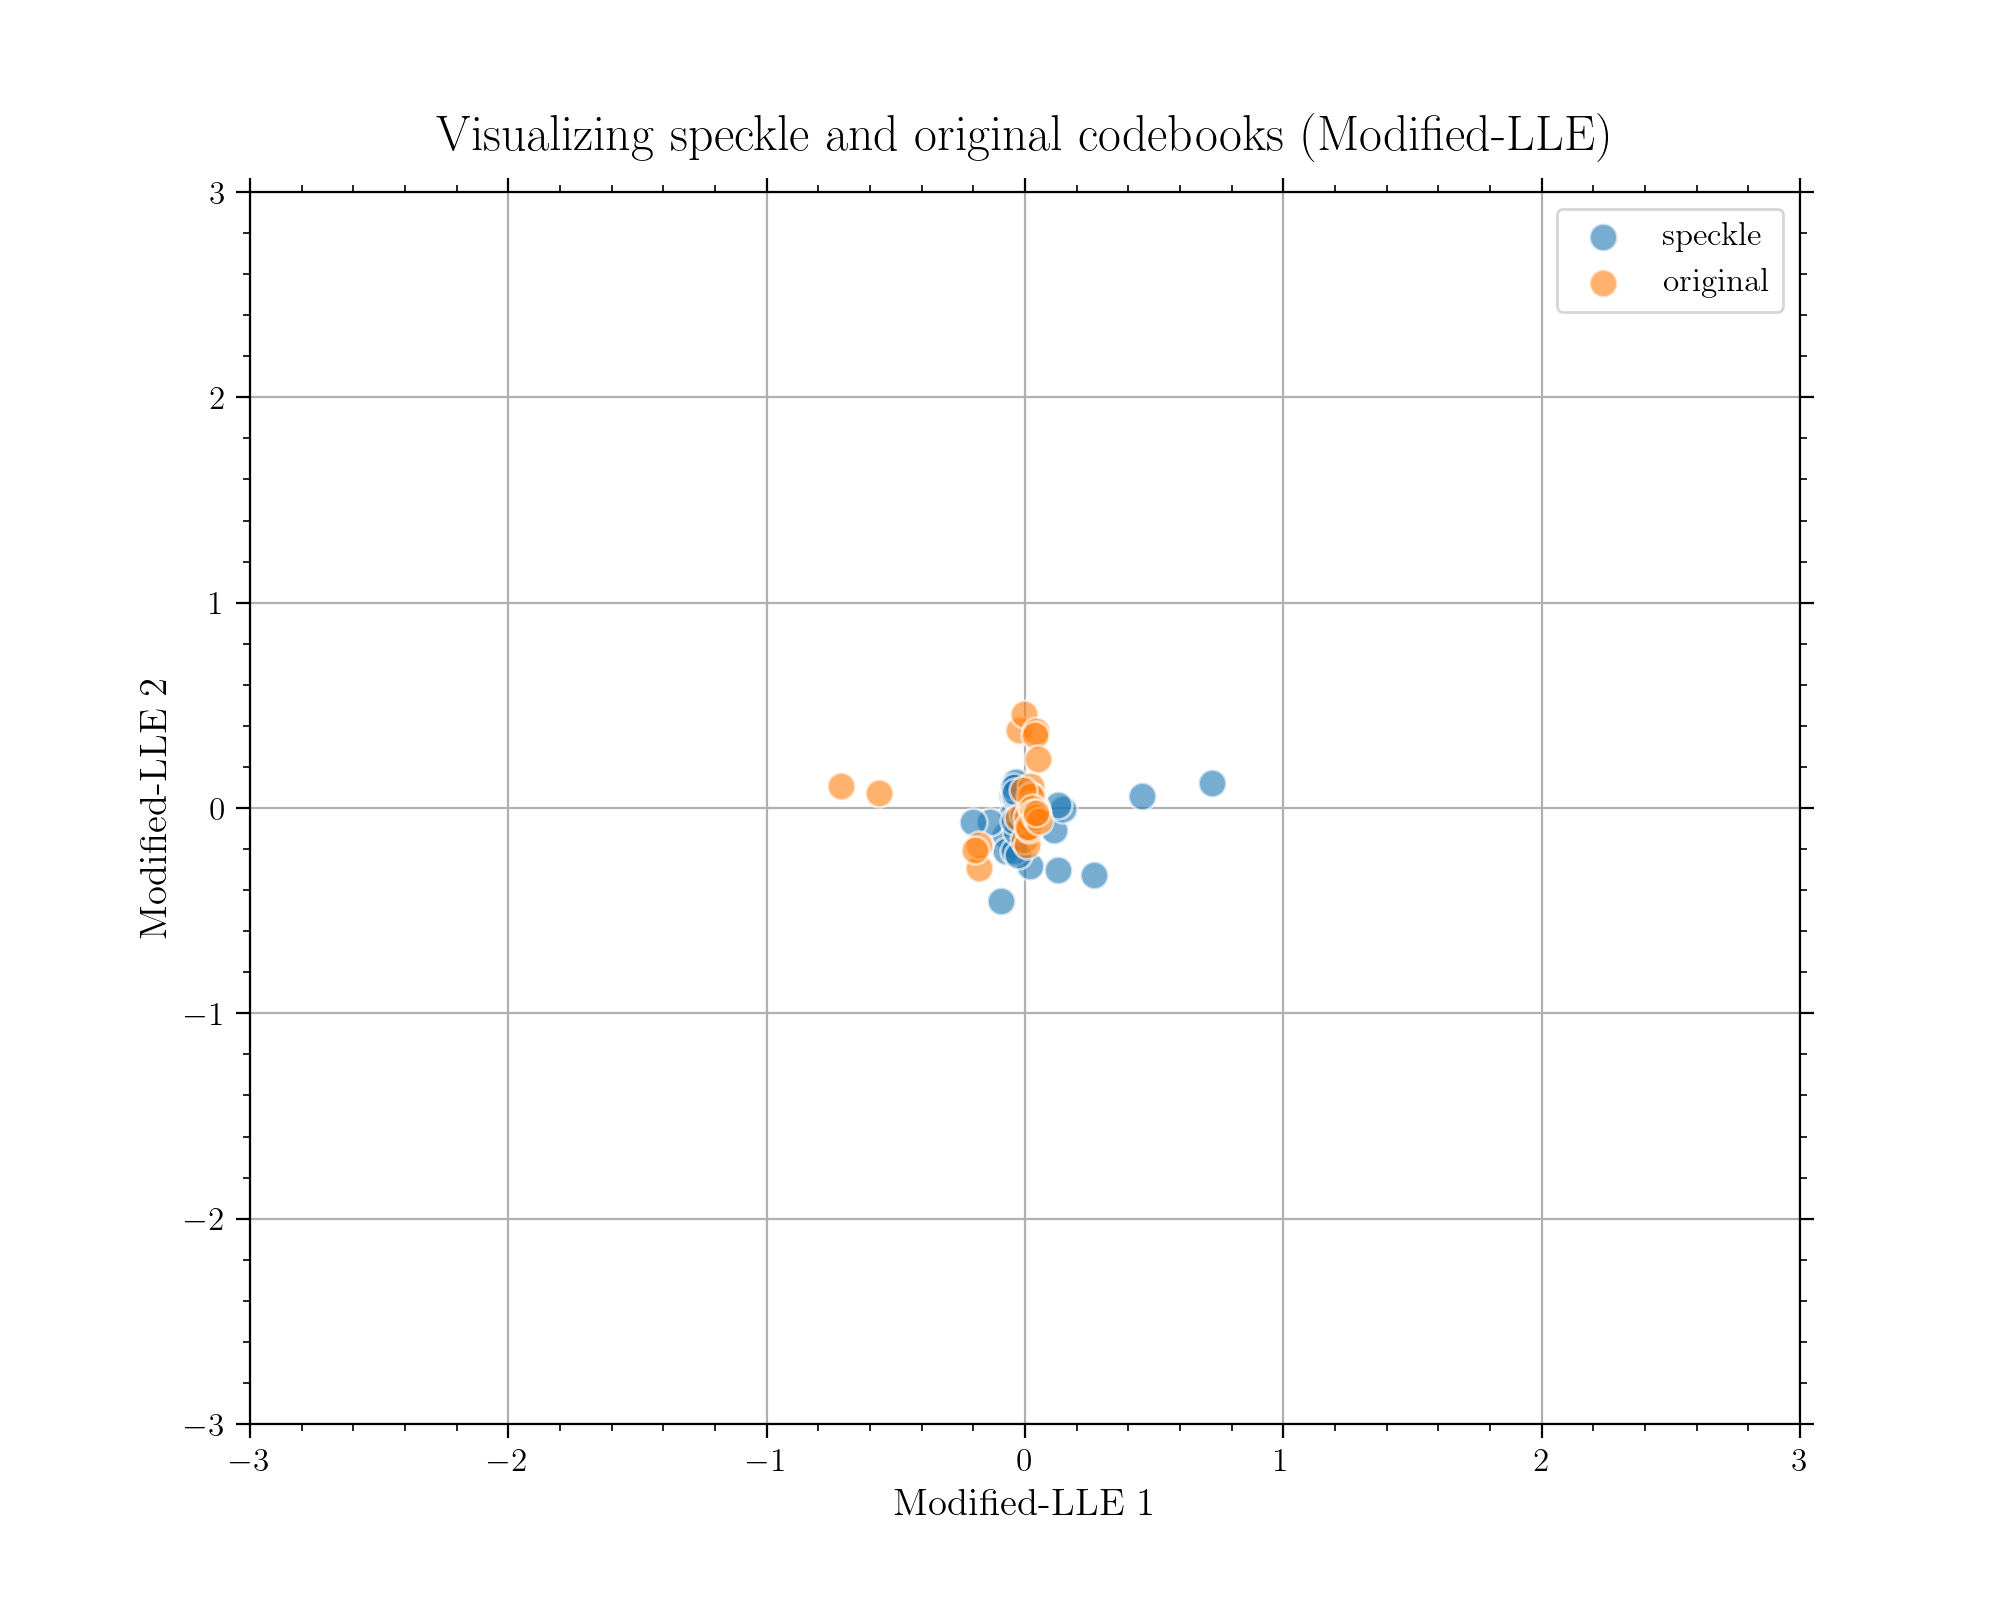 Visualizing speckle and original codebooks (Modified-LLE)
speckle
original
3
2
1
0
−1
−2
−3
Modified-LLE 2
−3
−2
−1
0
1
2
3
Modified-LLE 1